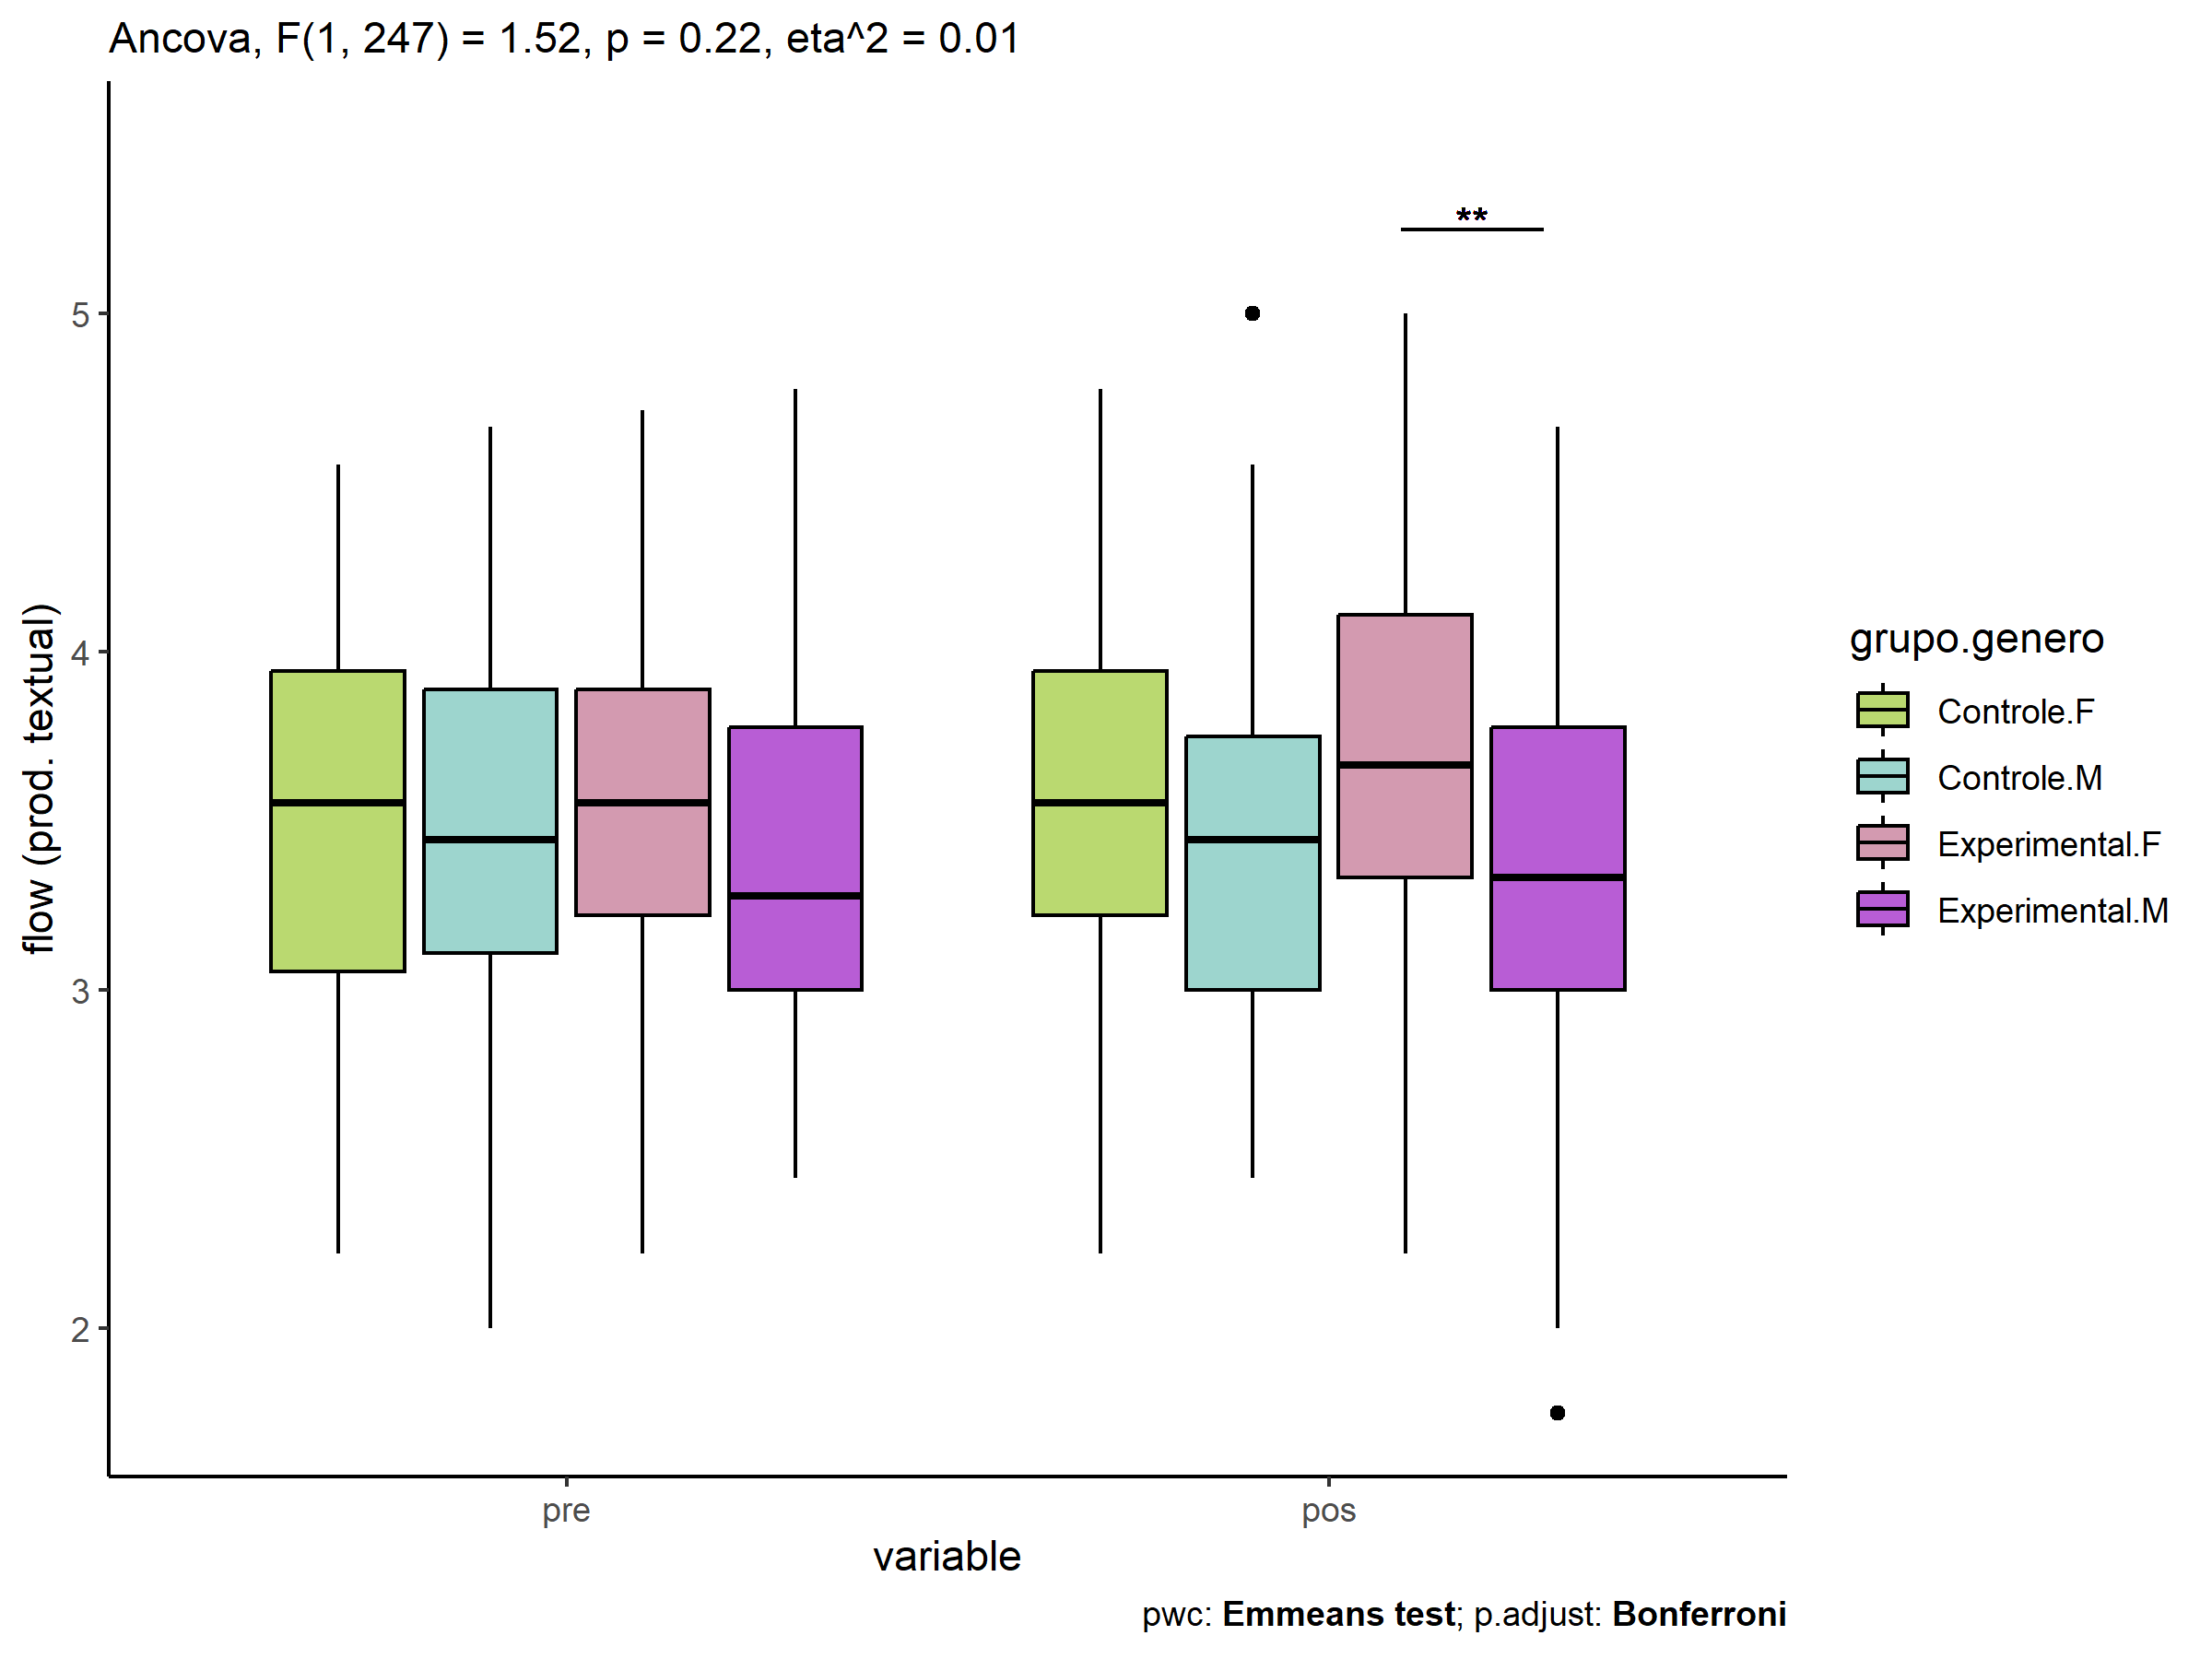 Ancova, F(1, 247) = 1.52, p = 0.22, eta^2 = 0.01
**
5
4
3
2
flow (prod. textual)
pre
pos
variable
grupo.genero
Controle.F
Controle.M
Experimental.F
Experimental.M
pwc: Emmeans test; p.adjust: Bonferroni